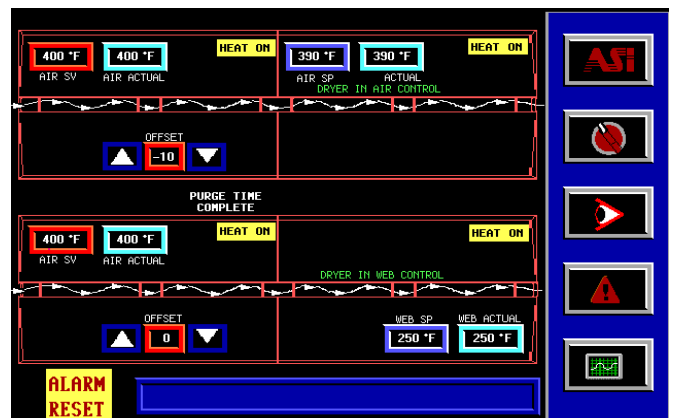 400 °F
400 °F
HEAT ON
AIR SV
AIR ACTUAL
390 °F
390 °F
HEAT ON
AIR SP
ACTUAL
DRYER IN AIR CONTROL
OFFSET
-10
PURGE TIME
COMPLETE
400 °F
400 °F
HEAT ON
AIR SV
AIR ACTUAL
HEAT ON
DRYER IN WEB CONTROL
OFFSET
0
WEB SP
WEB ACTUAL
250 °F
250 °F
ALARM
RESET
ASI